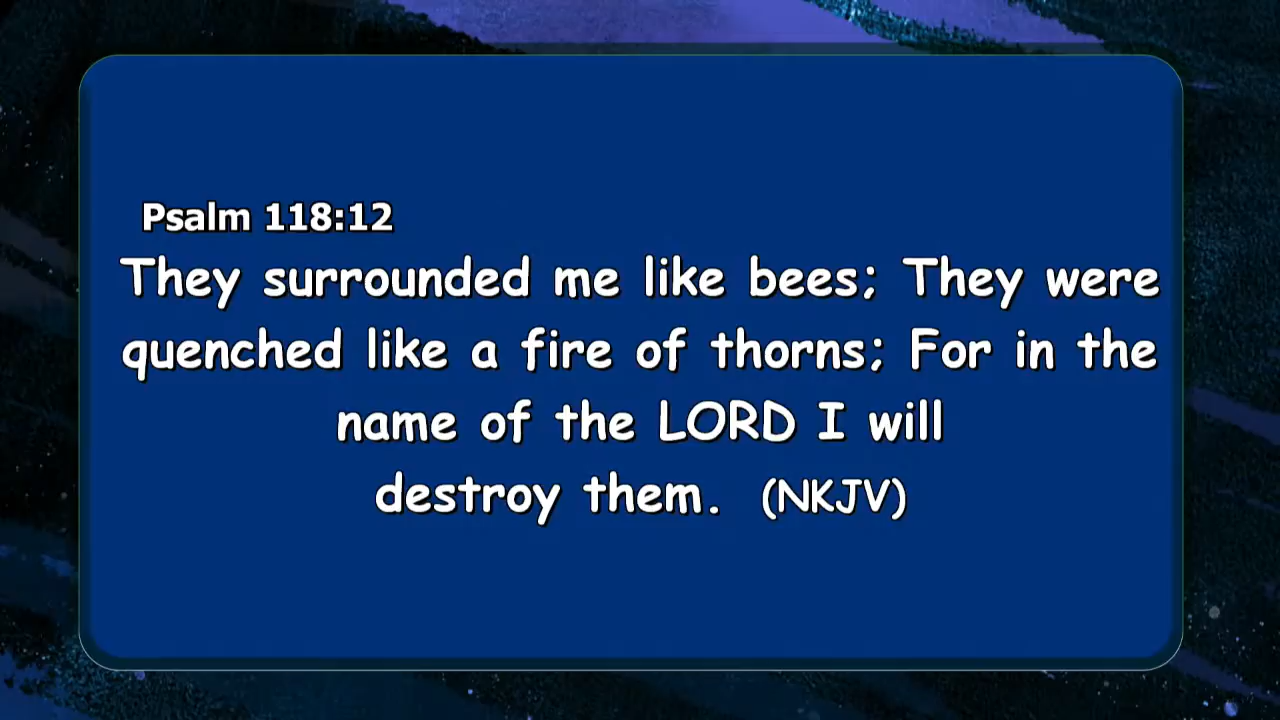 Psalm 118:12
They surrounded me like bees; They were
quenched like a fire of thorns; For in the
name of the LORD I will
destroy them. (NKJV)